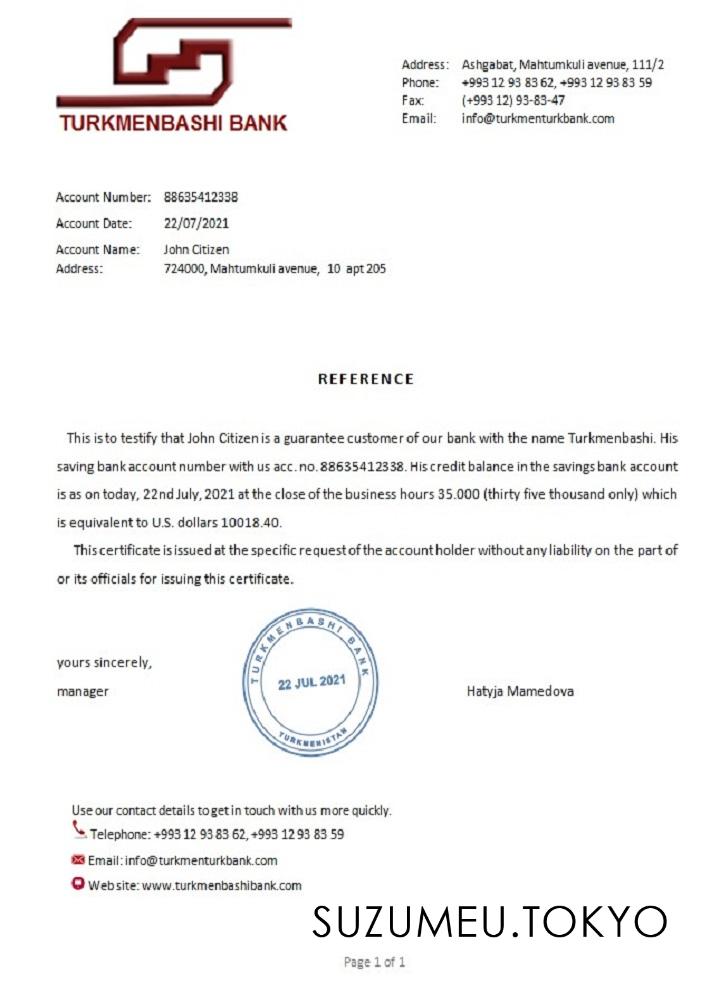 TURKMENBASHI BANK
Address: Ashgabat, Mahtumkuli avenue, 111/2
Phone: +993 12 93 83 62, +993 12 93 83 59
Fax: (+993 12) 93-83-47
Email: info@turkmenturkbank.com
Account Number: 88635412338
Account Date: 22/07/2021
Account Name: John Citizen
Address: 724000, Mahtumkuli avenue, 10 apt 205
REFERENCE
This is to testify that John Citizen is a guarantee customer of our bank with the name Turkmenbashi. His
saving bank account number with us acc. no. 88635412338. His credit balance in the savings bank account
is as on today, 22nd July, 2021 at the close of the business hours 35.000 (thirty five thousand only) which
is equivalent to U.S. dollars 10018.40.
This certificate is issued at the specific request of the account holder without any liability on the part of
or its officials for issuing this certificate.
TURKMENBASHI BANK
22 JUL 2021
TURKMENISTAN
yours sincerely,
manager
Hatyja Mamedova
Use our contact details to get in touch with us more quickly.
Telephone: +993 12 93 83 62, +993 12 93 83 59
Email: info@turkmenturkbank.com
Web site: www.turkmenbashibank.com
SUZUMEU.TOKYO
Page 1 of 1